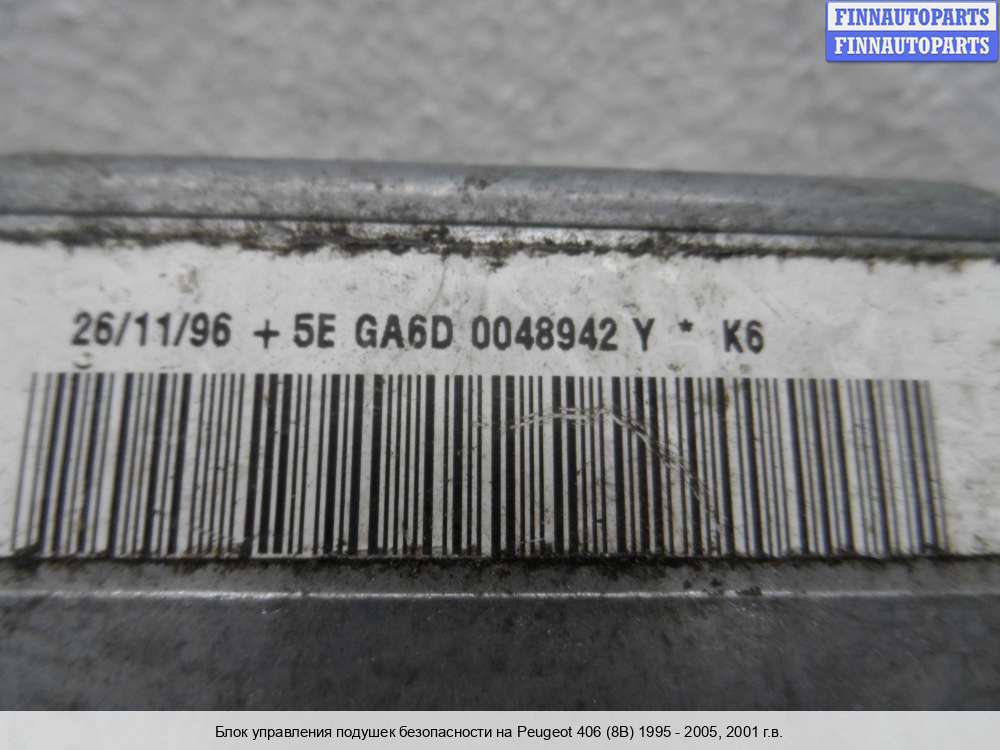 FINNAUTOPARTS
FINNAUTOPARTS
26/11/96 + 5E GA6D 0048942 Y * K6
Блок управления подушек безопасности на Peugeot 406 (8B) 1995 - 2005, 2001 г.в.